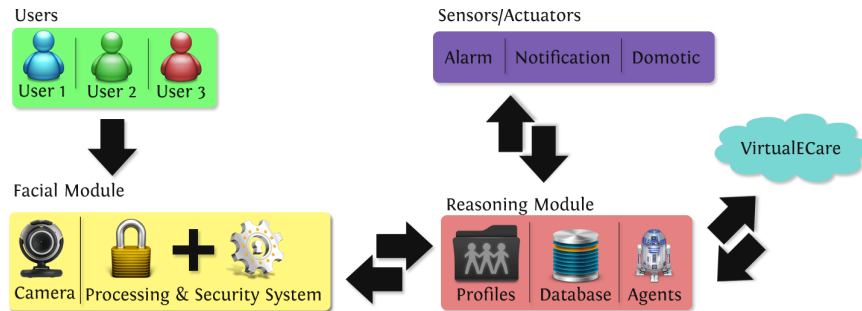 Users
User 1
User 2
User 3
Sensors/Actuators
Alarm
Notification
Domotic
VirtualECare
Facial Module
Camera
Processing & Security System
Reasoning Module
Profiles
Database
Agents